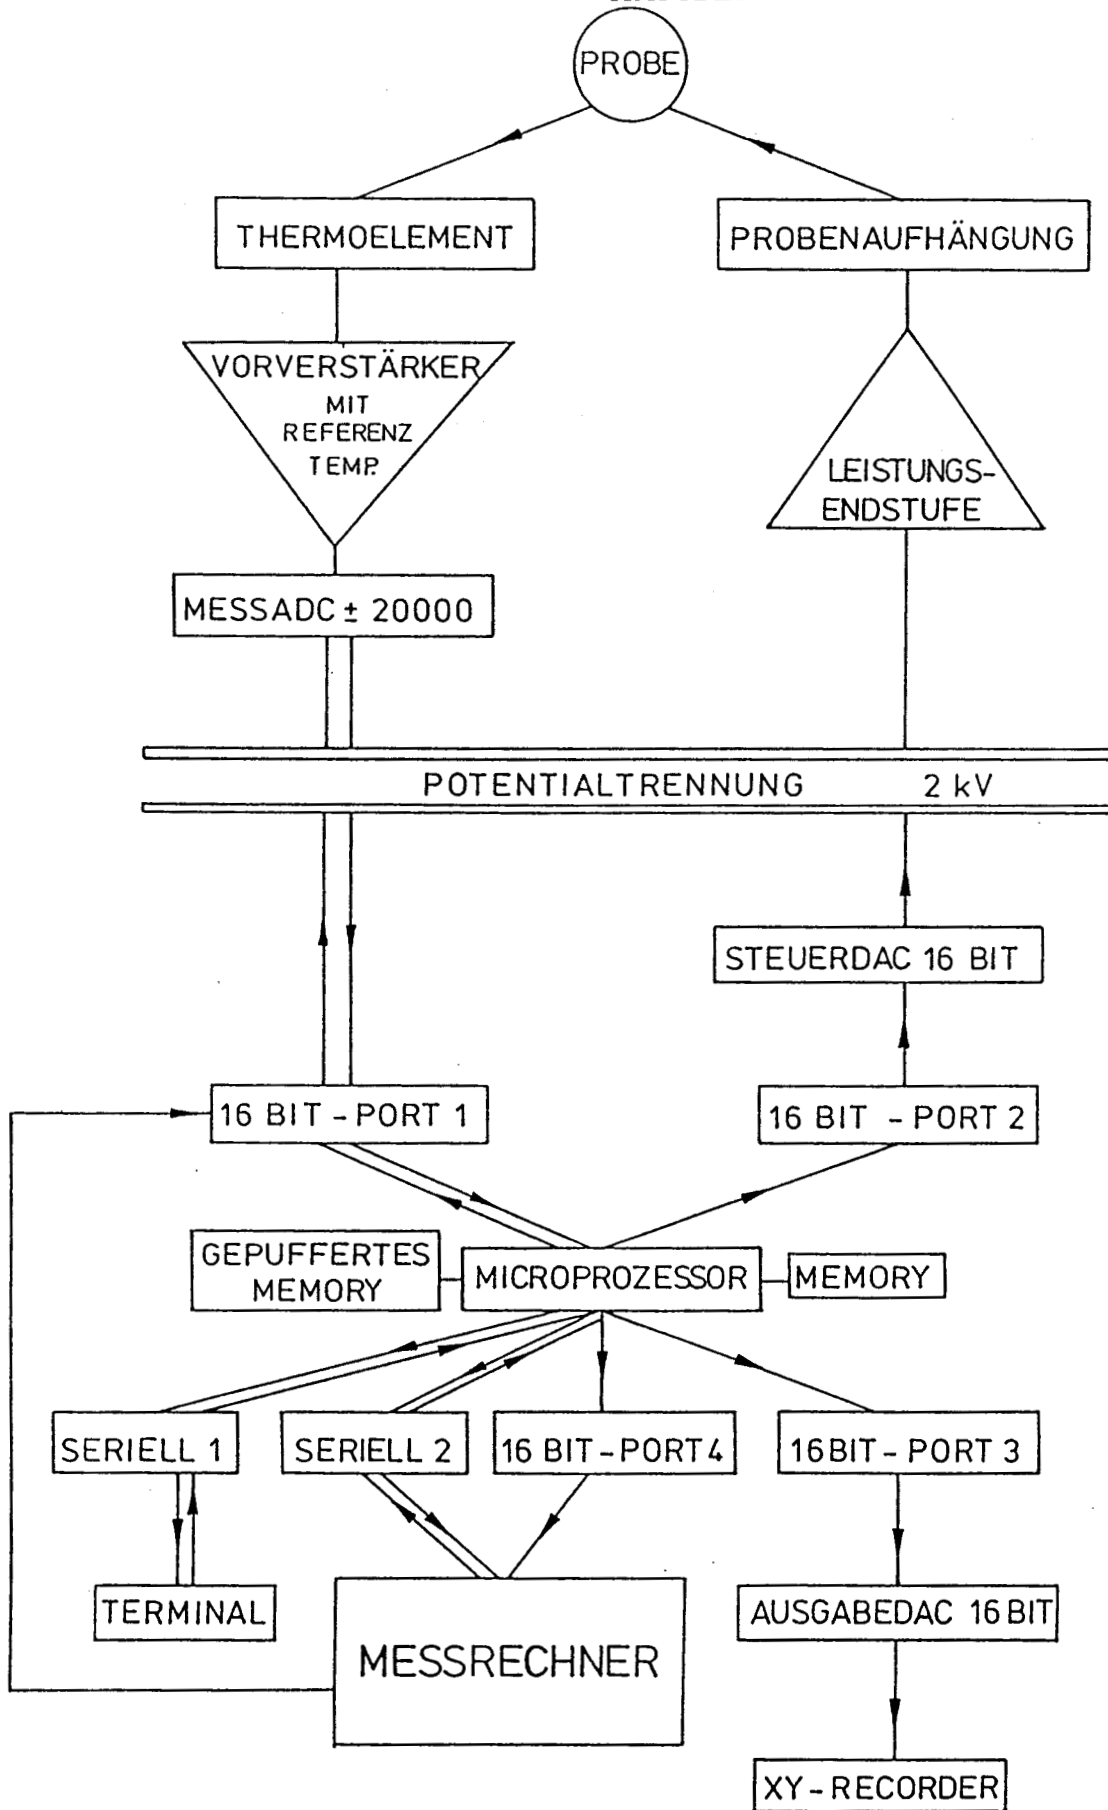 PROBE
THERMOELEMENT
PROBENAUFHÄNGUNG
VORVERSTÄRKER
MIT
REFERENZ
TEMP.
LEISTUNGS-
ENDSTUFE
MESSADC ± 20000
POTENTIALTRENNUNG 2 kV
STEUERDAC 16 BIT
16 BIT - PORT 1
16 BIT - PORT 2
GEPUFFERTES
MEMORY
MICROPROZESSOR
MEMORY
SERIELL 1
SERIELL 2
16 BIT - PORT 4
16 BIT - PORT 3
TERMINAL
MESSRECHNER
AUSGABEDAC 16 BIT
XY - RECORDER